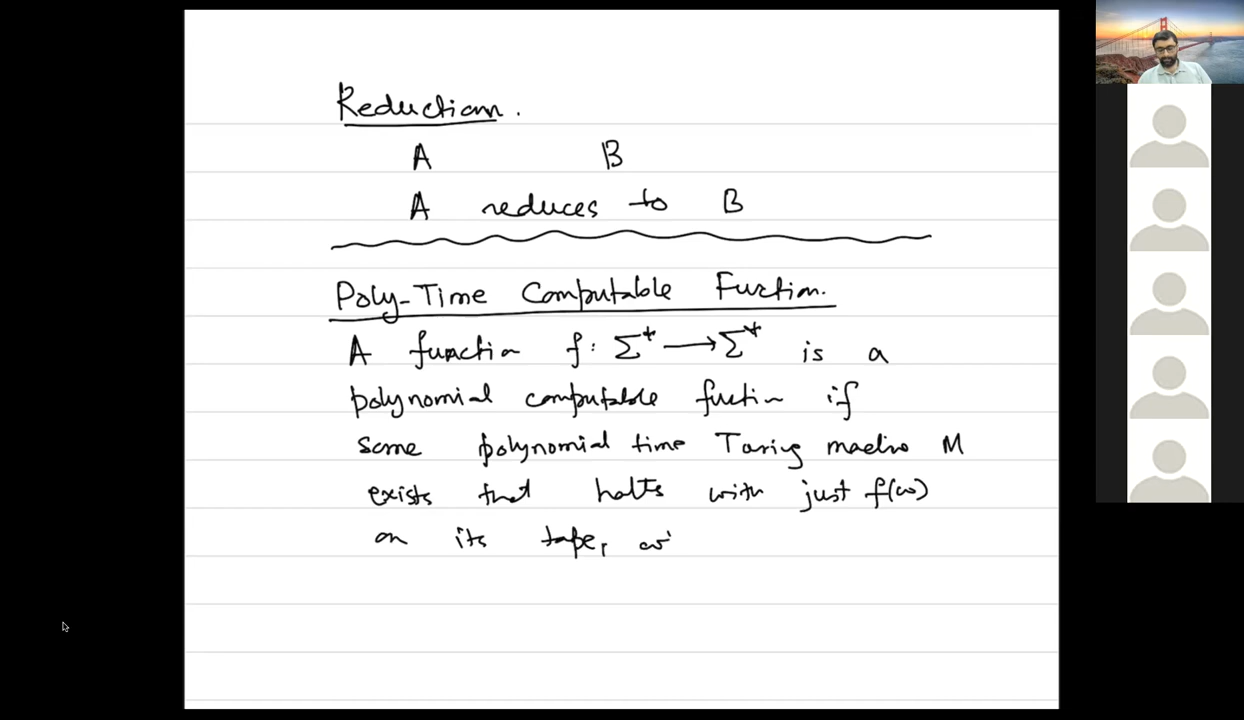 Reduction.
A B
A reduces to B
Poly-Time Computable Function.
A function f: Σ* → Σ* is a
polynomial computable function if
some polynomial time Turing machine M
exists that halts with just f(w)
on its tape,